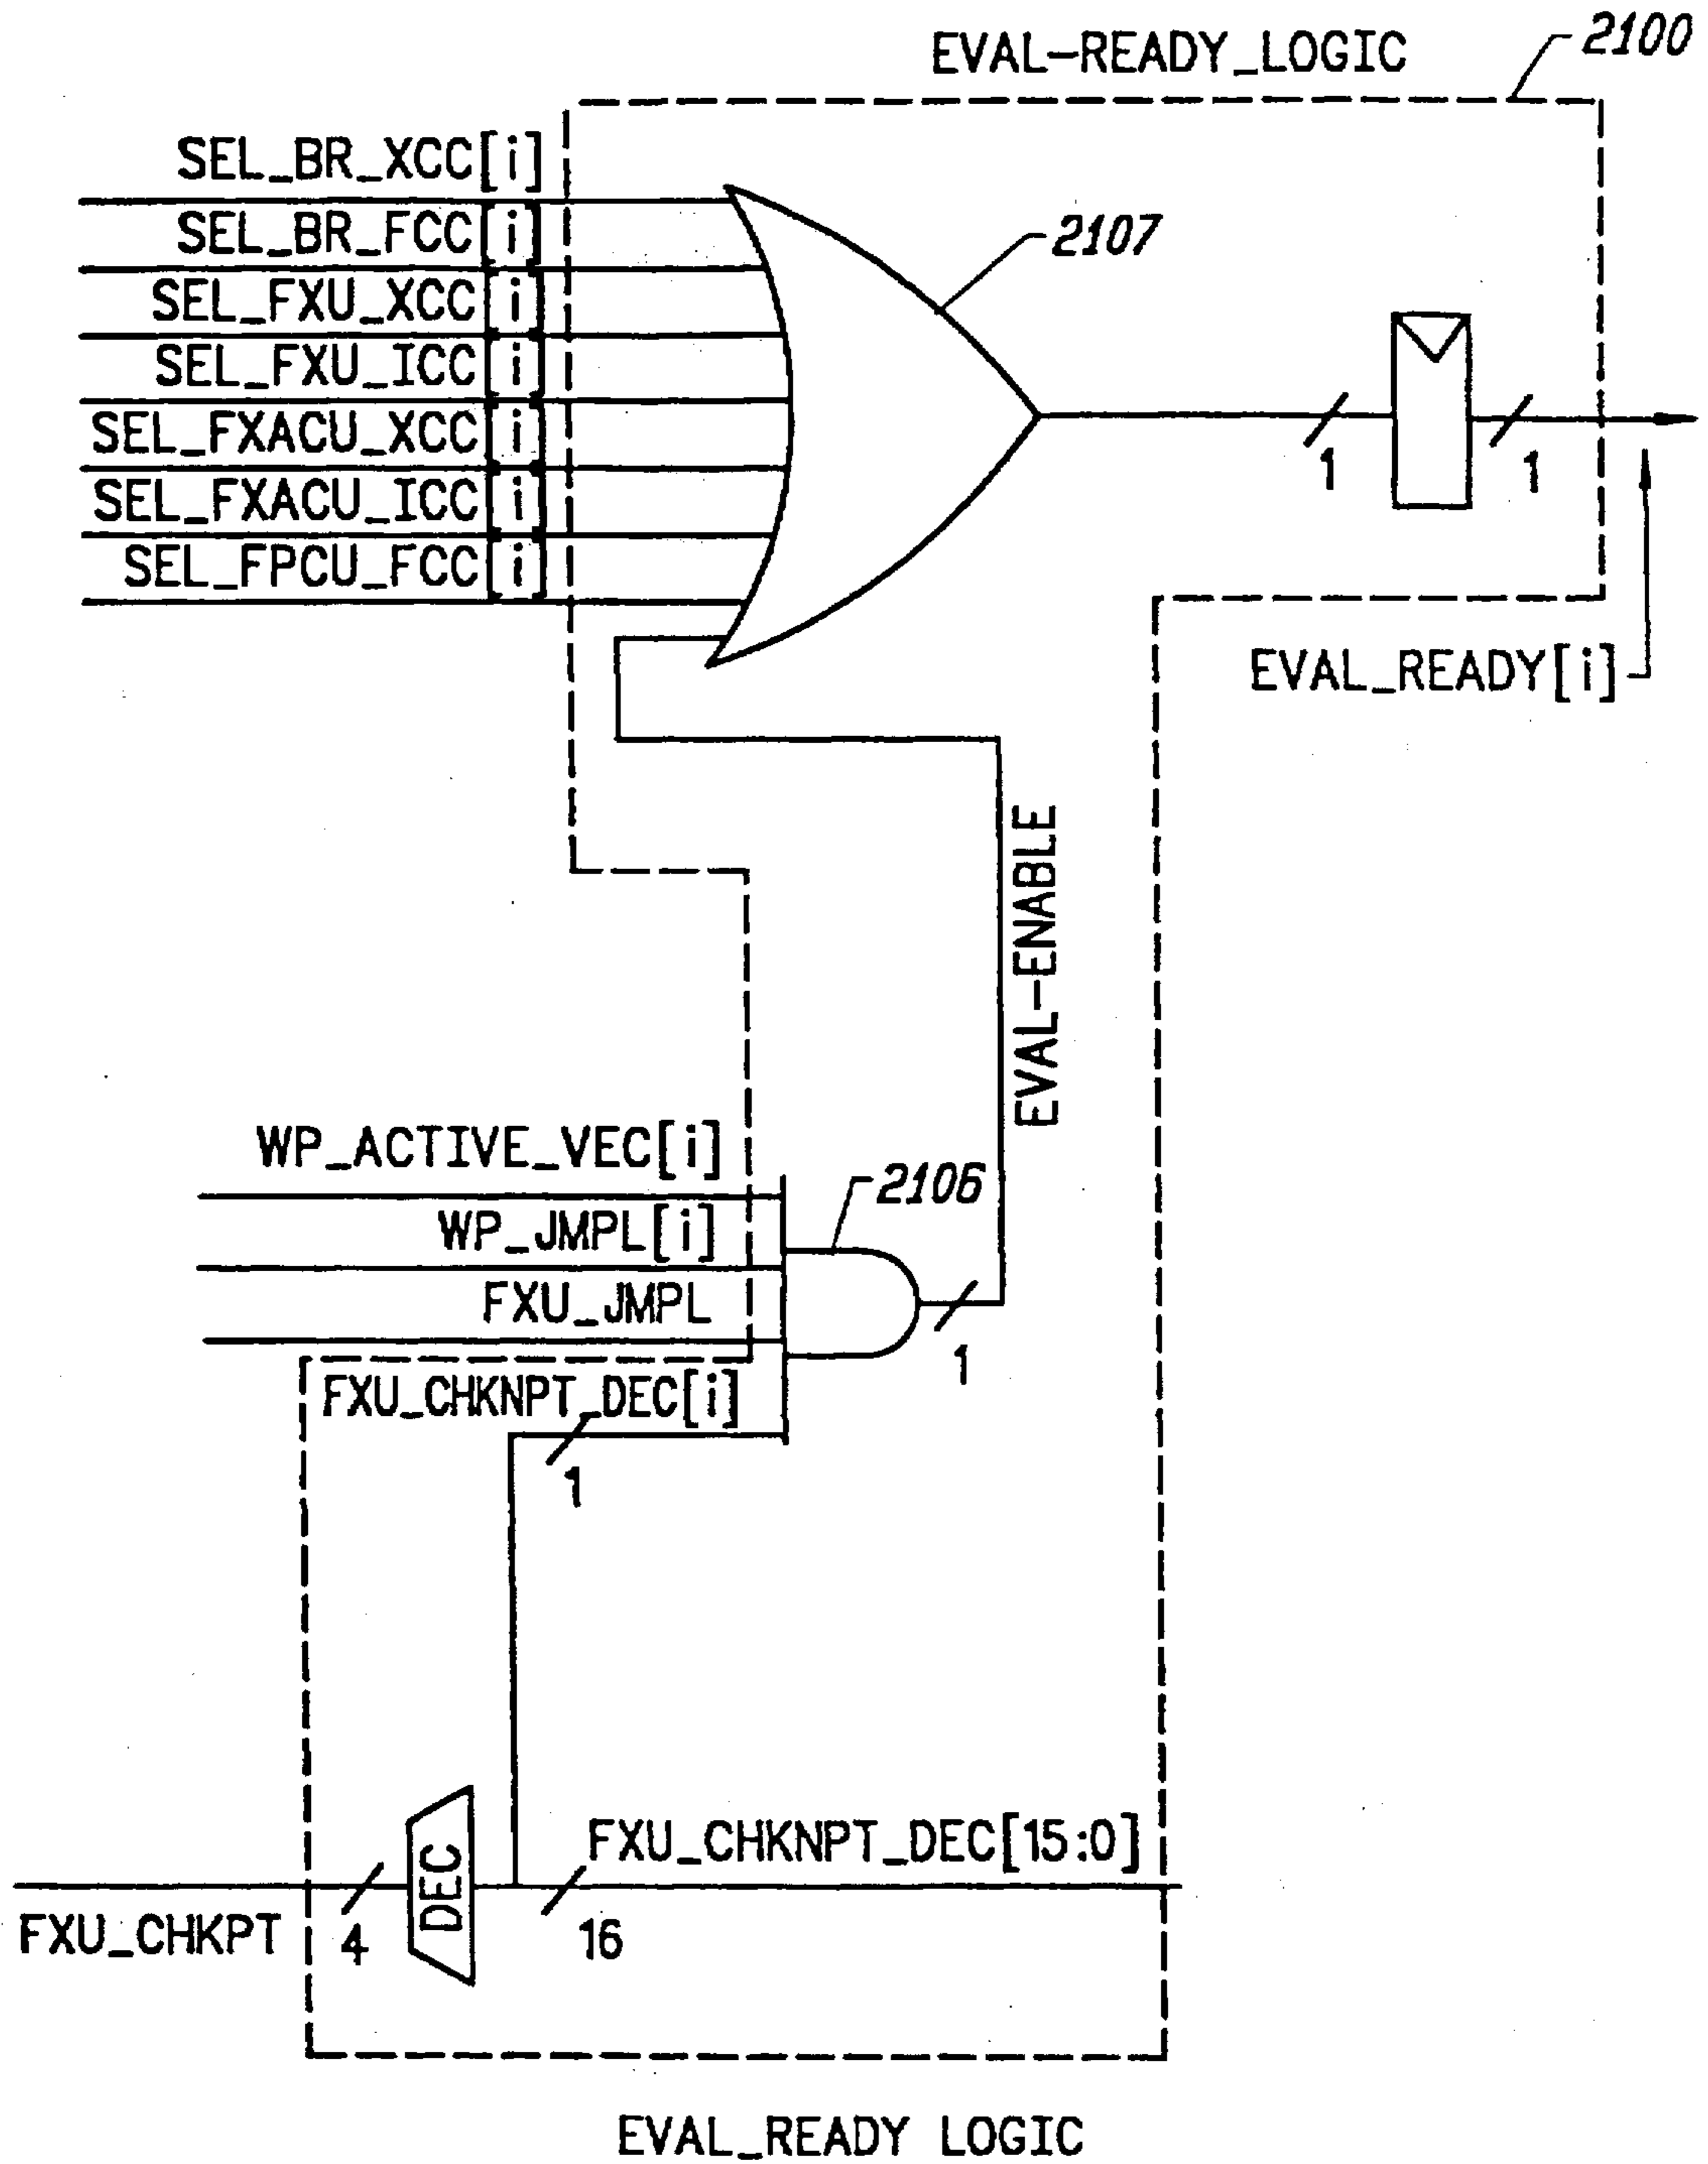 EVAL-READY_LOGIC
2100
SEL_BR_XCC[i]
SEL_BR_FCC[i]
2107
SEL_FXU_XCC[i]
SEL_FXU_ICC[i]
SEL_FXACU_XCC[i]
SEL_FXACU_ICC[i]
1
1
SEL_FPCU_FCC[i]
EVAL_READY[i]
EVAL-ENABLE
WP_ACTIVE_VEC[i]
2106
WP_JMPL[i]
FXU_JMPL
1
FXU_CHKNPT_DEC[i]
1
FXU_CHKNPT_DEC[15:0]
DEC
FXU_CHKPT
4
16
EVAL_READY LOGIC